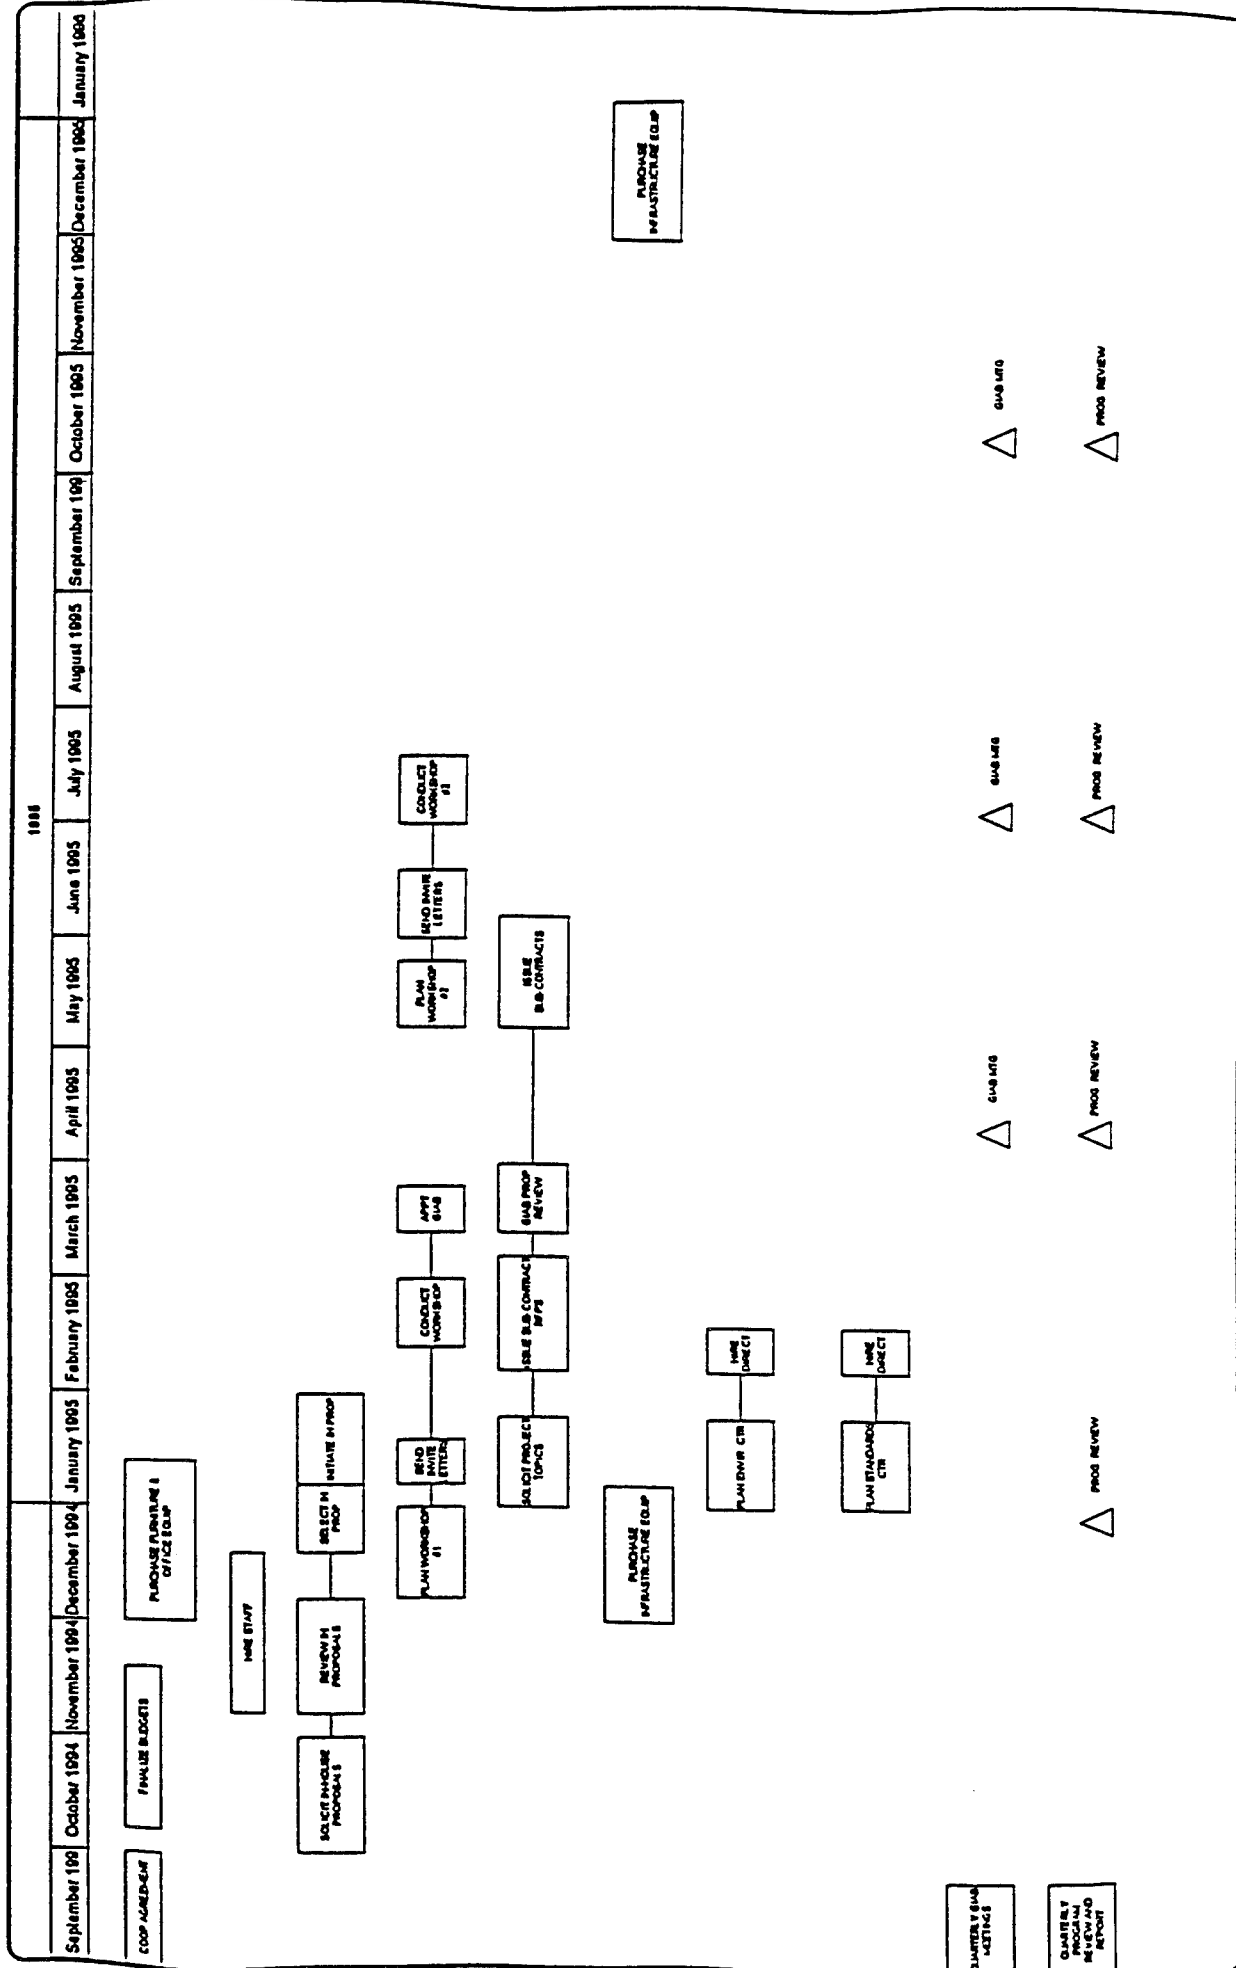 1995
September 199
October 1994
November 1994
December 1994
January 1995
February 1995
March 1995
April 1995
May 1995
June 1995
July 1995
August 1995
September 199
October 1995
November 1995
December 1995
January 1996
COOP AGREEMENT
FINALIZE BUDGETS
PURCHASE FURNITURE &
OFFICE EQUIP
HIRE STAFF
SOLICIT IN-HOUSE
PROPOSALS
REVIEW IH
PROPOSALS
SELECT IH
PROP
INITIATE IH PROP
PLAN WORKSHOP
#1
SEND
INVITE
LETTERS
CONDUCT
WORKSHOP
APPT
GIAB
PLAN
WORKSHOP
#2
SEND INVITE
LETTERS
CONDUCT
WORKSHOP
#2
SOLICIT PROJECT
TOPICS
ISSUE SUB-CONTRACT
RFPS
GIAB PROP
REVIEW
ISSUE
SUB-CONTRACTS
PURCHASE
INFRASTRUCTURE EQUIP
PURCHASE
INFRASTRUCTURE EQUIP
PLAN ENVIR CTR
HIRE
DIRECT
PLAN STANDARDS
CTR
HIRE
DIRECT
QUARTERLY GIAB
MEETINGS
GIAB MTG
GIAB MTG
GIAB MTG
QUARTERLY
PROGRAM
REVIEW AND
REPORT
PROG REVIEW
PROG REVIEW
PROG REVIEW
PROG REVIEW